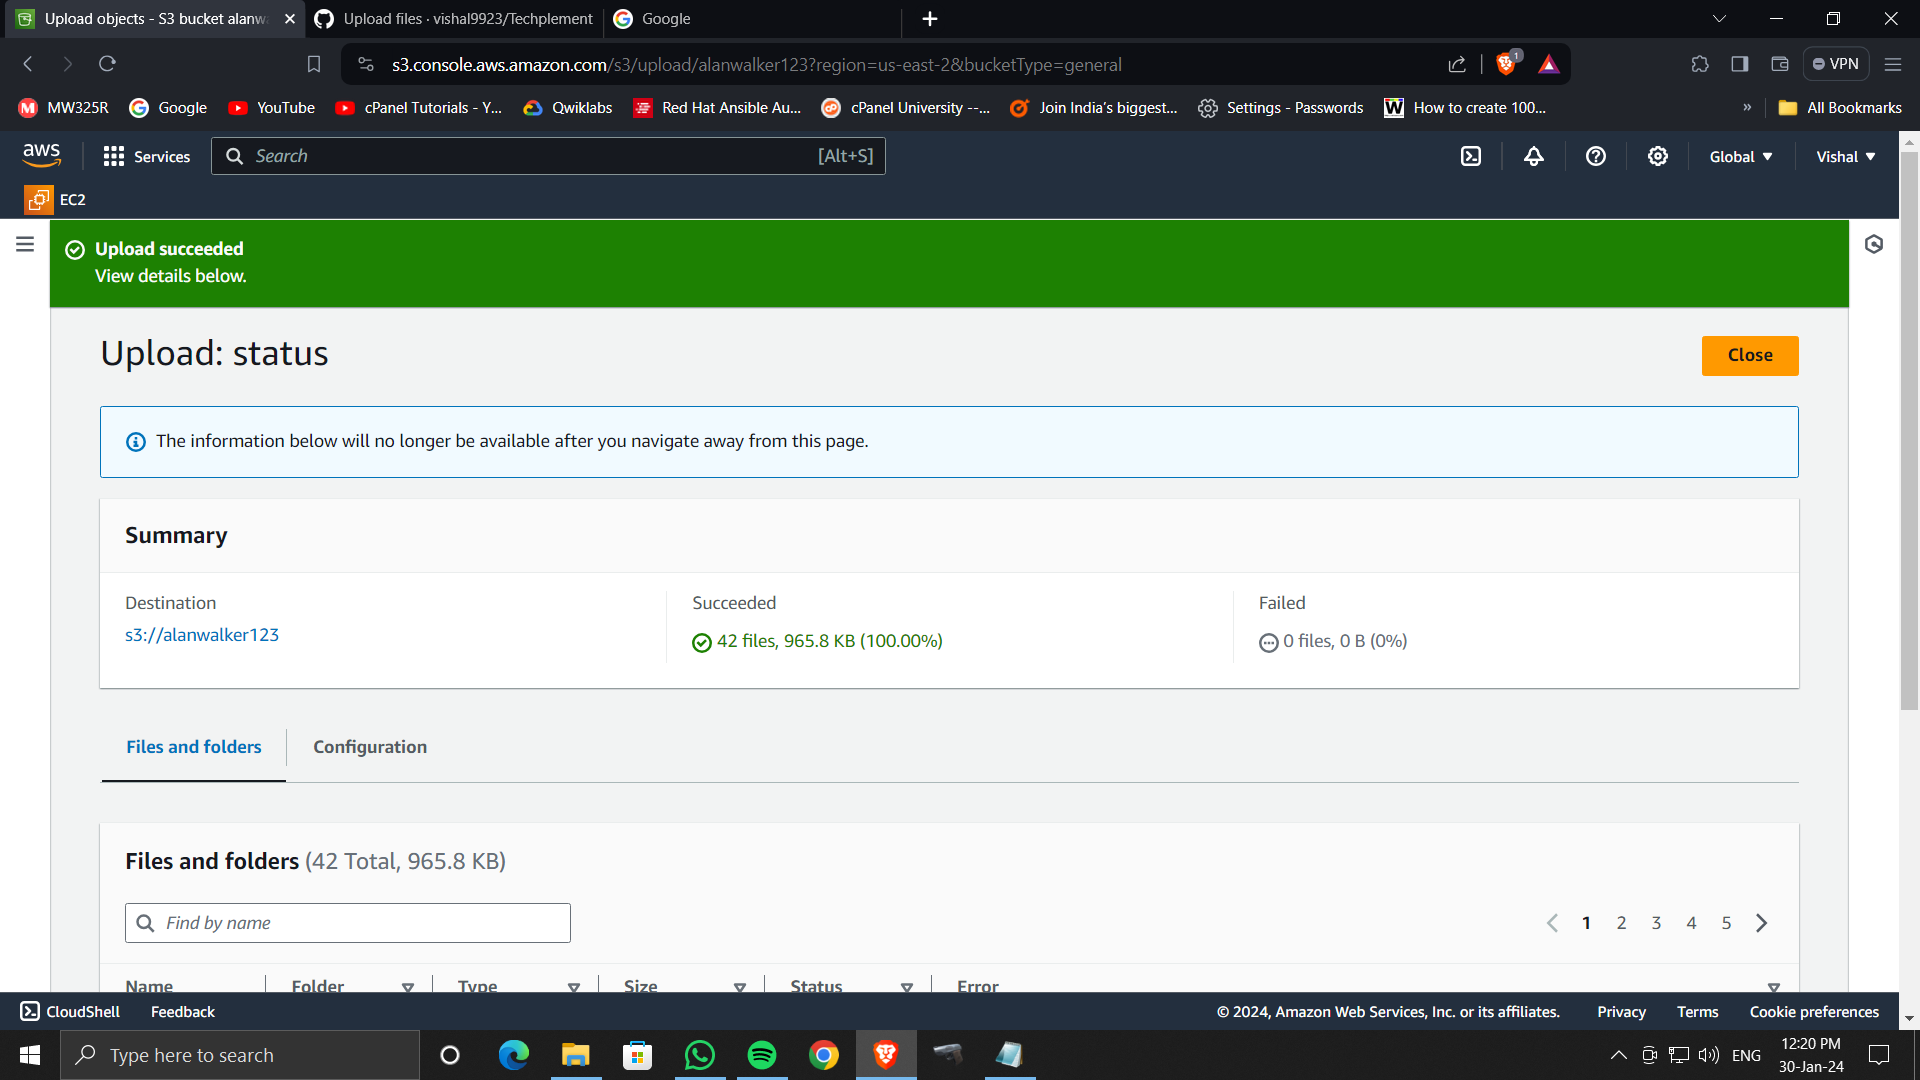 Upload objects - S3 bucket alanw
Upload files · vishal9923/Techplement
Google
s3.console.aws.amazon.com/s3/upload/alanwalker123?region=us-east-2&bucketType=general
1
VPN
MW325R
Google
YouTube
cPanel Tutorials - Y...
Qwiklabs
Red Hat Ansible Au...
cPanel University --...
Join India's biggest...
Settings - Passwords
How to create 100...
»
All Bookmarks
aws
Services
Search
[Alt+S]
Global
Vishal
EC2
Upload succeeded
View details below.
Upload: status
Close
The information below will no longer be available after you navigate away from this page.
Summary
Destination
s3://alanwalker123
Succeeded
42 files, 965.8 KB (100.00%)
Failed
0 files, 0 B (0%)
Files and folders
Configuration
Files and folders (42 Total, 965.8 KB)
Find by name
1 2 3 4 5
Name
Folder
Type
Size
Status
Error
CloudShell
Feedback
© 2024, Amazon Web Services, Inc. or its affiliates.
Privacy
Terms
Cookie preferences
Type here to search
ENG
12:20 PM
30-Jan-24